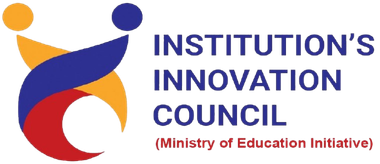 INSTITUTION'S
INNOVATION
COUNCIL
(Ministry of Education Initiative)